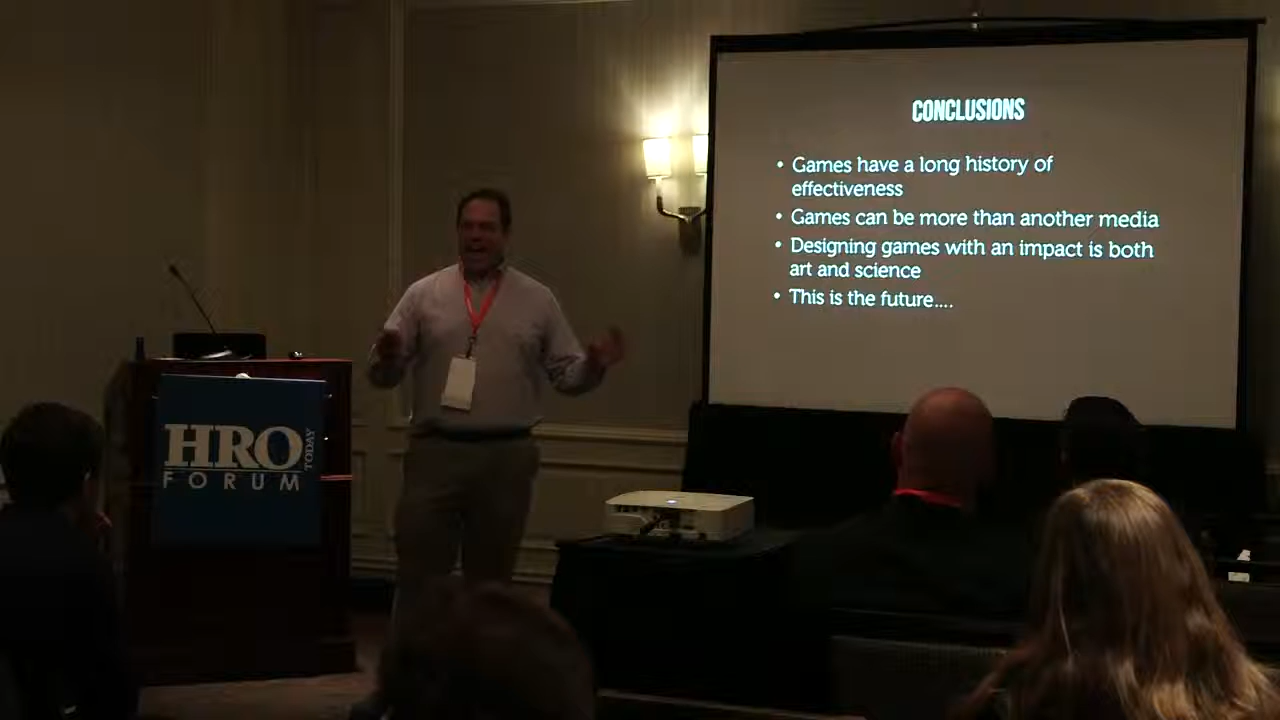 CONCLUSIONS
• Games have a long history of
effectiveness
• Games can be more than another media
• Designing games with an impact is both
art and science
• This is the future....
HRO TODAY
FORUM